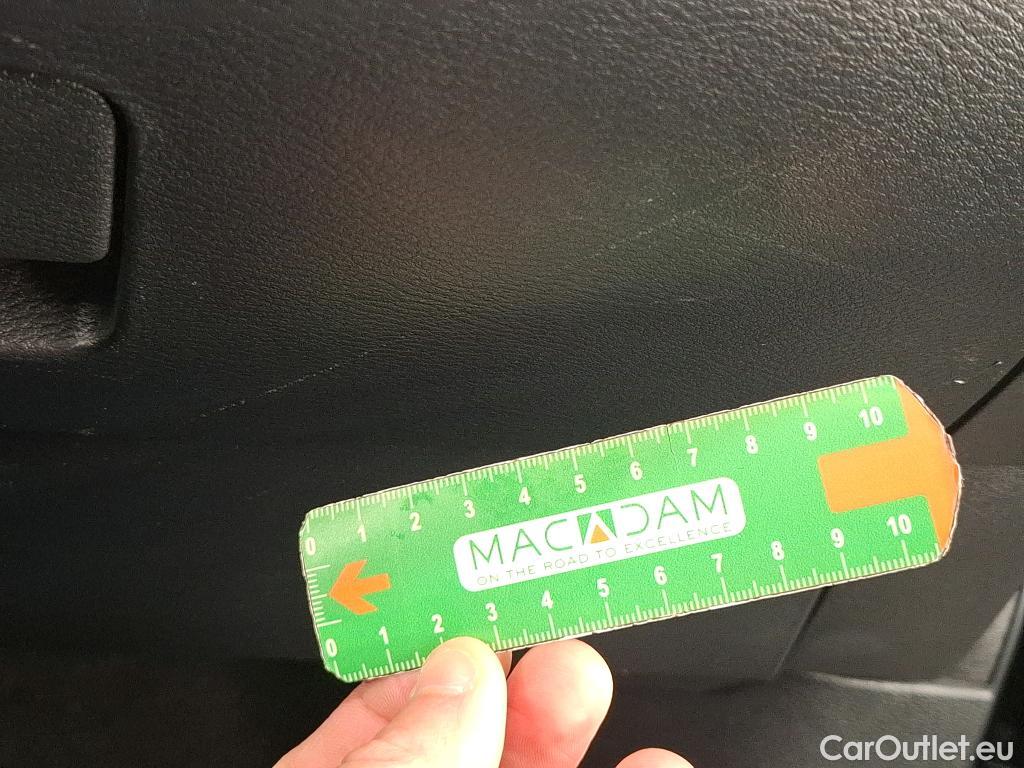 0 1 2 3 4 5 6 7 8 9 10
MACADAM
ON THE ROAD TO EXCELLENCE
0 1 2 3 4 5 6 7 8 9 10
CarOutlet.eu